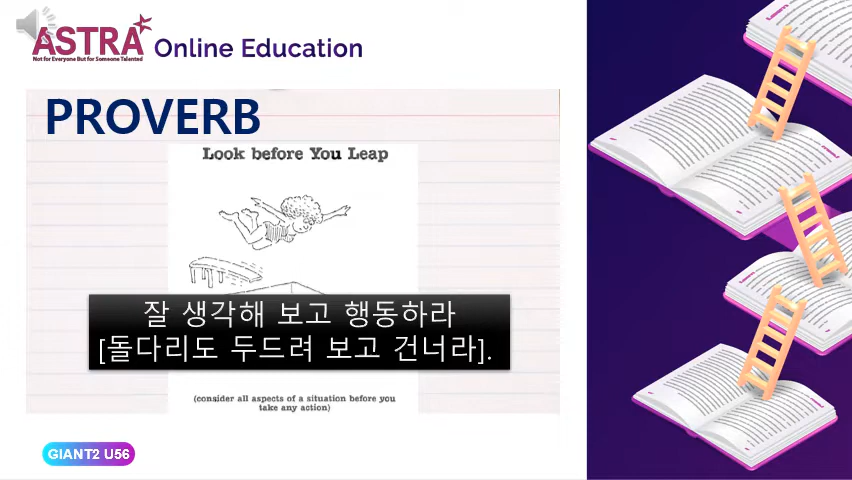 ASTRA
Not for Everyone But for Someone Talented
Online Education
PROVERB
Look before You Leap
잘 생각해 보고 행동하라
[돌다리도 두드려 보고 건너라].
(consider all aspects of a situation before you
take any action)
GIANT2 U56